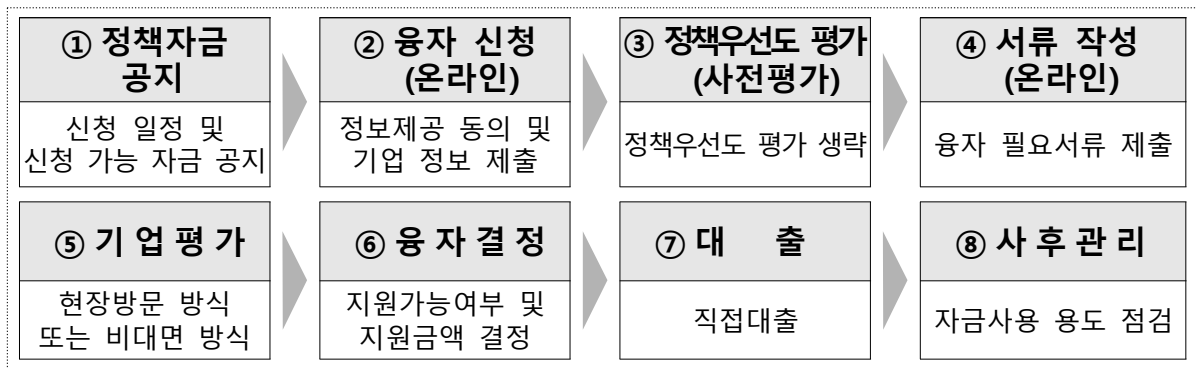 ① 정책자금
공지
신청 일정 및
신청 가능 자금 공지
② 융자 신청
(온라인)
정보제공 동의 및
기업 정보 제출
③ 정책우선도 평가
(사전평가)
정책우선도 평가 생략
④ 서류 작성
(온라인)
융자 필요서류 제출
⑤ 기 업 평 가
현장방문 방식
또는 비대면 방식
⑥ 융 자 결 정
지원가능여부 및
지원금액 결정
⑦ 대 출
직접대출
⑧ 사 후 관 리
자금사용 용도 점검